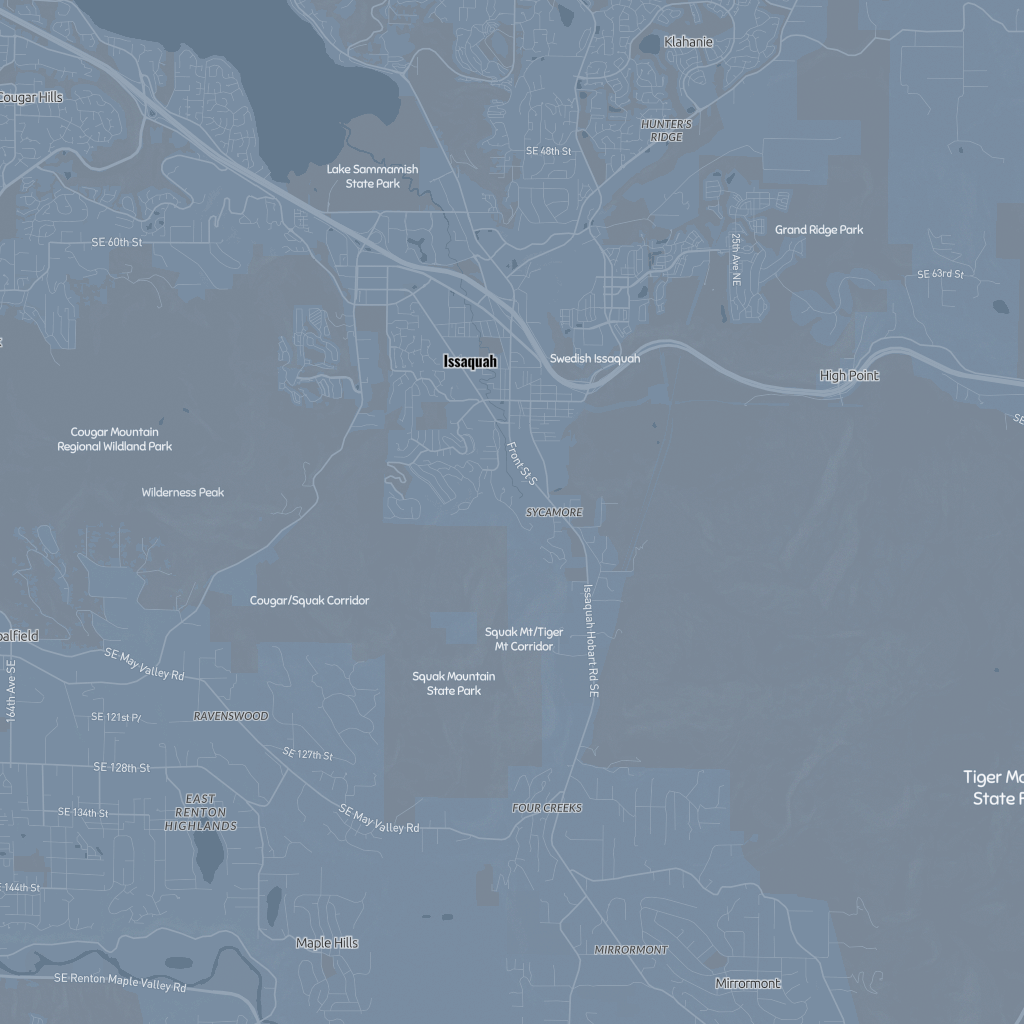 Klahanie
Cougar Hills
HUNTER'S
RIDGE
SE 48th St
Lake Sammamish
State Park
Grand Ridge Park
SE 60th St
25th Ave NE
SE 63rd St
Issaquah
Swedish Issaquah
High Point
SE
Cougar Mountain
Regional Wildland Park
Front St S
Wilderness Peak
SYCAMORE
Cougar/Squak Corridor
Issaquah Hobart Rd SE
Squak Mt/Tiger
Mt Corridor
oalfield
SE May Valley Rd
164th Ave SE
Squak Mountain
State Park
SE 121st Pl
RAVENSWOOD
SE 127th St
SE 128th St
Tiger Mo
State P
EAST
RENTON
HIGHLANDS
SE 134th St
SE May Valley Rd
FOUR CREEKS
144th St
Maple Hills
MIRRORMONT
SE Renton Maple Valley Rd
Mirrormont